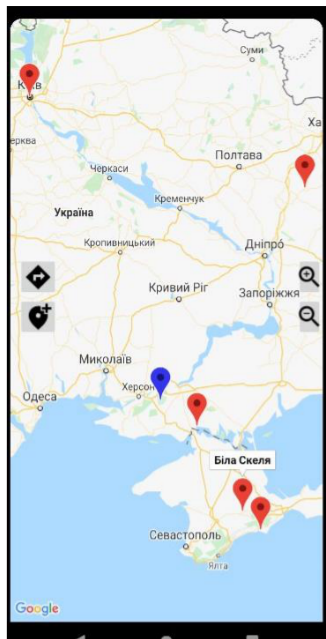 Суми
Київ
Ха
ерква
Полтава
Черкаси
Кременчук
Україна
Кропивницький
Дніпро
Кривий Ріг
Запоріжжя
Миколаїв
Херсон
Одеса
Біла Скеля
Севастополь
Ялта
Google